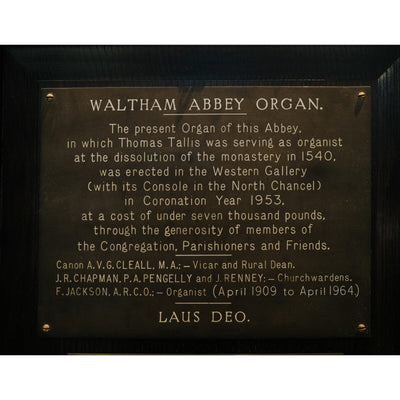 WALTHAM ABBEY ORGAN.
The present Organ of this Abbey,
in which Thomas Tallis was serving as organist
at the dissolution of the monastery in 1540,
was erected in the Western Gallery
(with its Console in the North Chancel)
in Coronation Year 1953,
at a cost of under seven thousand pounds,
through the generosity of members of
the Congregation, Parishioners and Friends.
Canon A.V.G. CLEALL, M.A.; – Vicar and Rural Dean.
J.R. CHAPMAN, P.A. PENGELLY and J. RENNEY; – Churchwardens.
F. JACKSON, A.R.C.O.; – Organist (April 1909 to April 1964)
LAUS DEO.